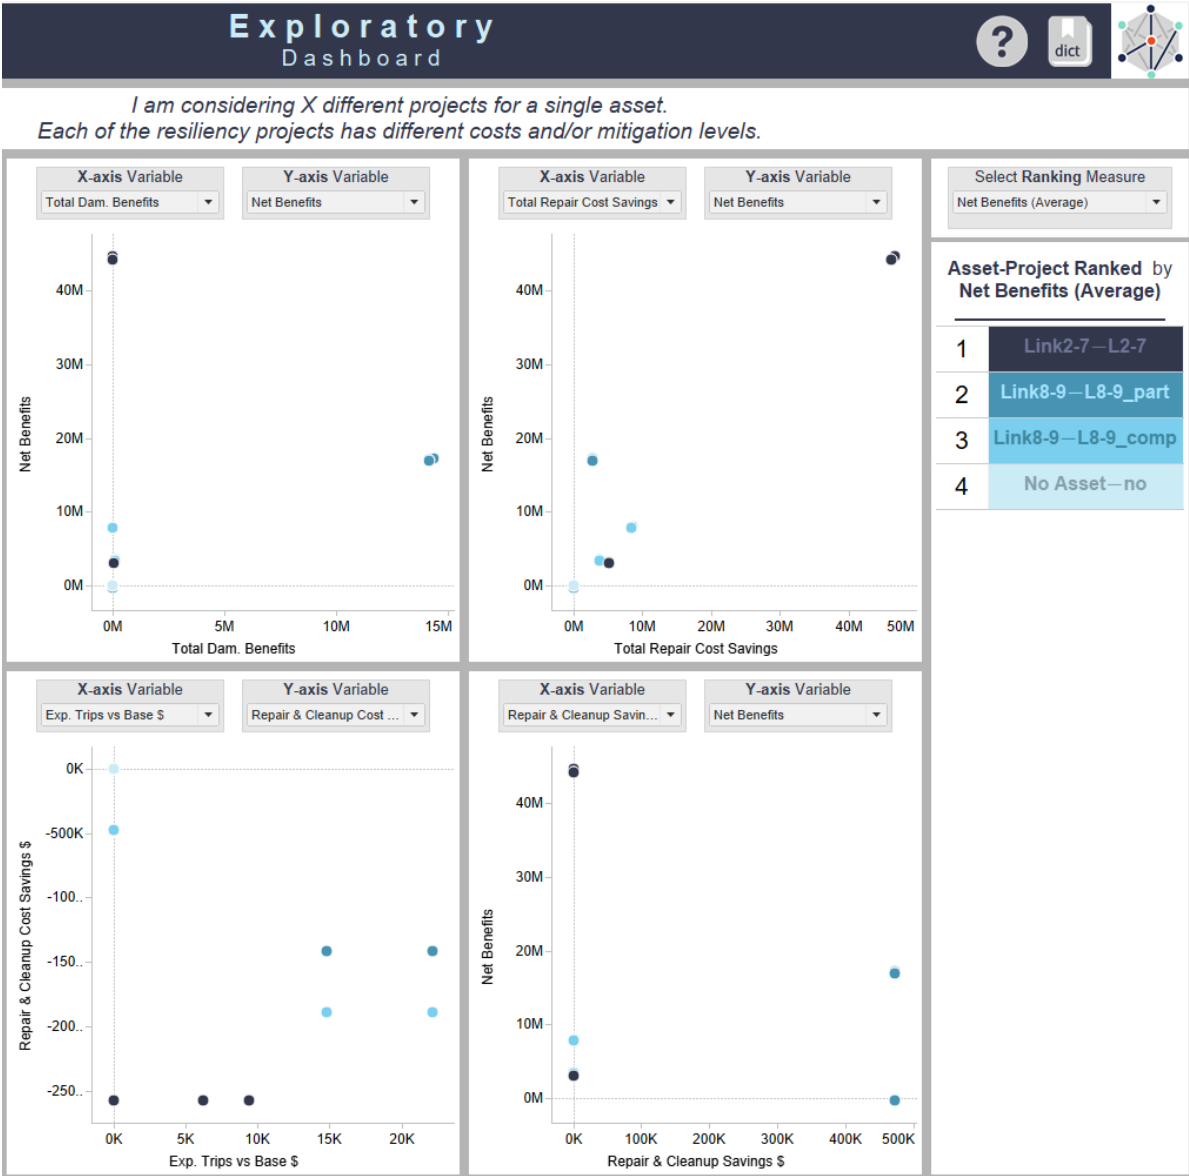 Exploratory
Dashboard
?
dict
I am considering X different projects for a single asset.
Each of the resiliency projects has different costs and/or mitigation levels.
X-axis Variable
Total Dam. Benefits
Y-axis Variable
Net Benefits
40M
30M
20M
10M
0M
Net Benefits
0M 5M 10M 15M
Total Dam. Benefits
X-axis Variable
Total Repair Cost Savings
Y-axis Variable
Net Benefits
40M
30M
20M
10M
0M
Net Benefits
0M 10M 20M 30M 40M 50M
Total Repair Cost Savings
Select Ranking Measure
Net Benefits (Average)
Asset-Project Ranked by
Net Benefits (Average)
1 Link2-7—L2-7
2 Link8-9—L8-9_part
3 Link8-9—L8-9_comp
4 No Asset—no
X-axis Variable
Exp. Trips vs Base $
Y-axis Variable
Repair & Cleanup Cost ...
0K
-500K
-100..
-150..
-200..
-250..
Repair & Cleanup Cost Savings $
0K 5K 10K 15K 20K
Exp. Trips vs Base $
X-axis Variable
Repair & Cleanup Savin...
Y-axis Variable
Net Benefits
40M
30M
20M
10M
0M
Net Benefits
0K 100K 200K 300K 400K 500K
Repair & Cleanup Savings $